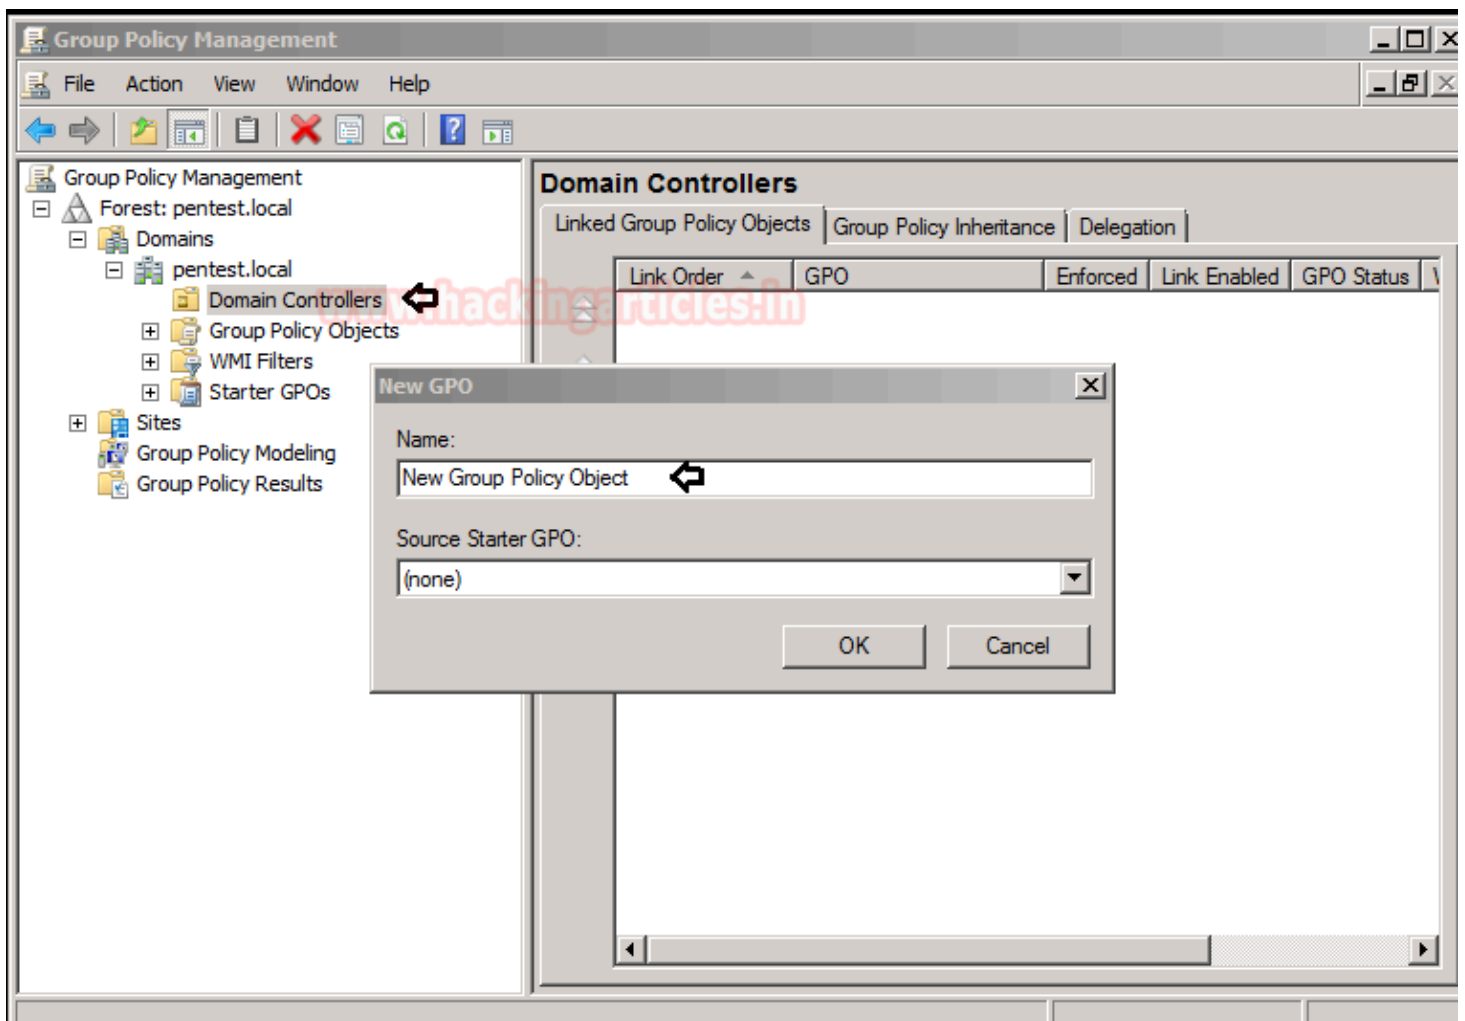 Group Policy Management
File Action View Window Help
Group Policy Management
Forest: pentest.local
Domains
pentest.local
Domain Controllers
Group Policy Objects
WMI Filters
Starter GPOs
Sites
Group Policy Modeling
Group Policy Results
Domain Controllers
Linked Group Policy Objects Group Policy Inheritance Delegation
Link Order GPO Enforced Link Enabled GPO Status
www.hackingarticles.in
New GPO
Name:
New Group Policy Object
Source Starter GPO:
(none)
OK Cancel